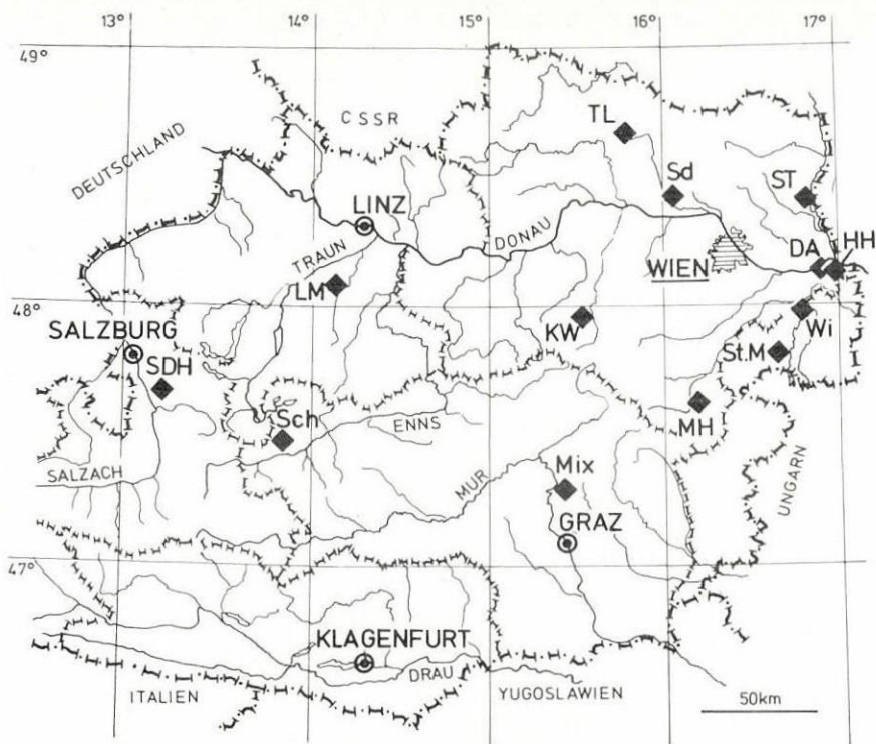 13°
14°
15°
16°
17°
49°
CSSR
TL
DEUTSCHLAND
Sd
ST
LINZ
DONAU
TRAUN
DA
HH
WIEN
LM
48°
SALZBURG
KW
Wi
SDH
St.M
Sch
MH
ENNS
SALZACH
Mix
MUR
UNGARN
GRAZ
47°
KLAGENFURT
DRAU
ITALIEN
YUGOSLAWIEN
50km